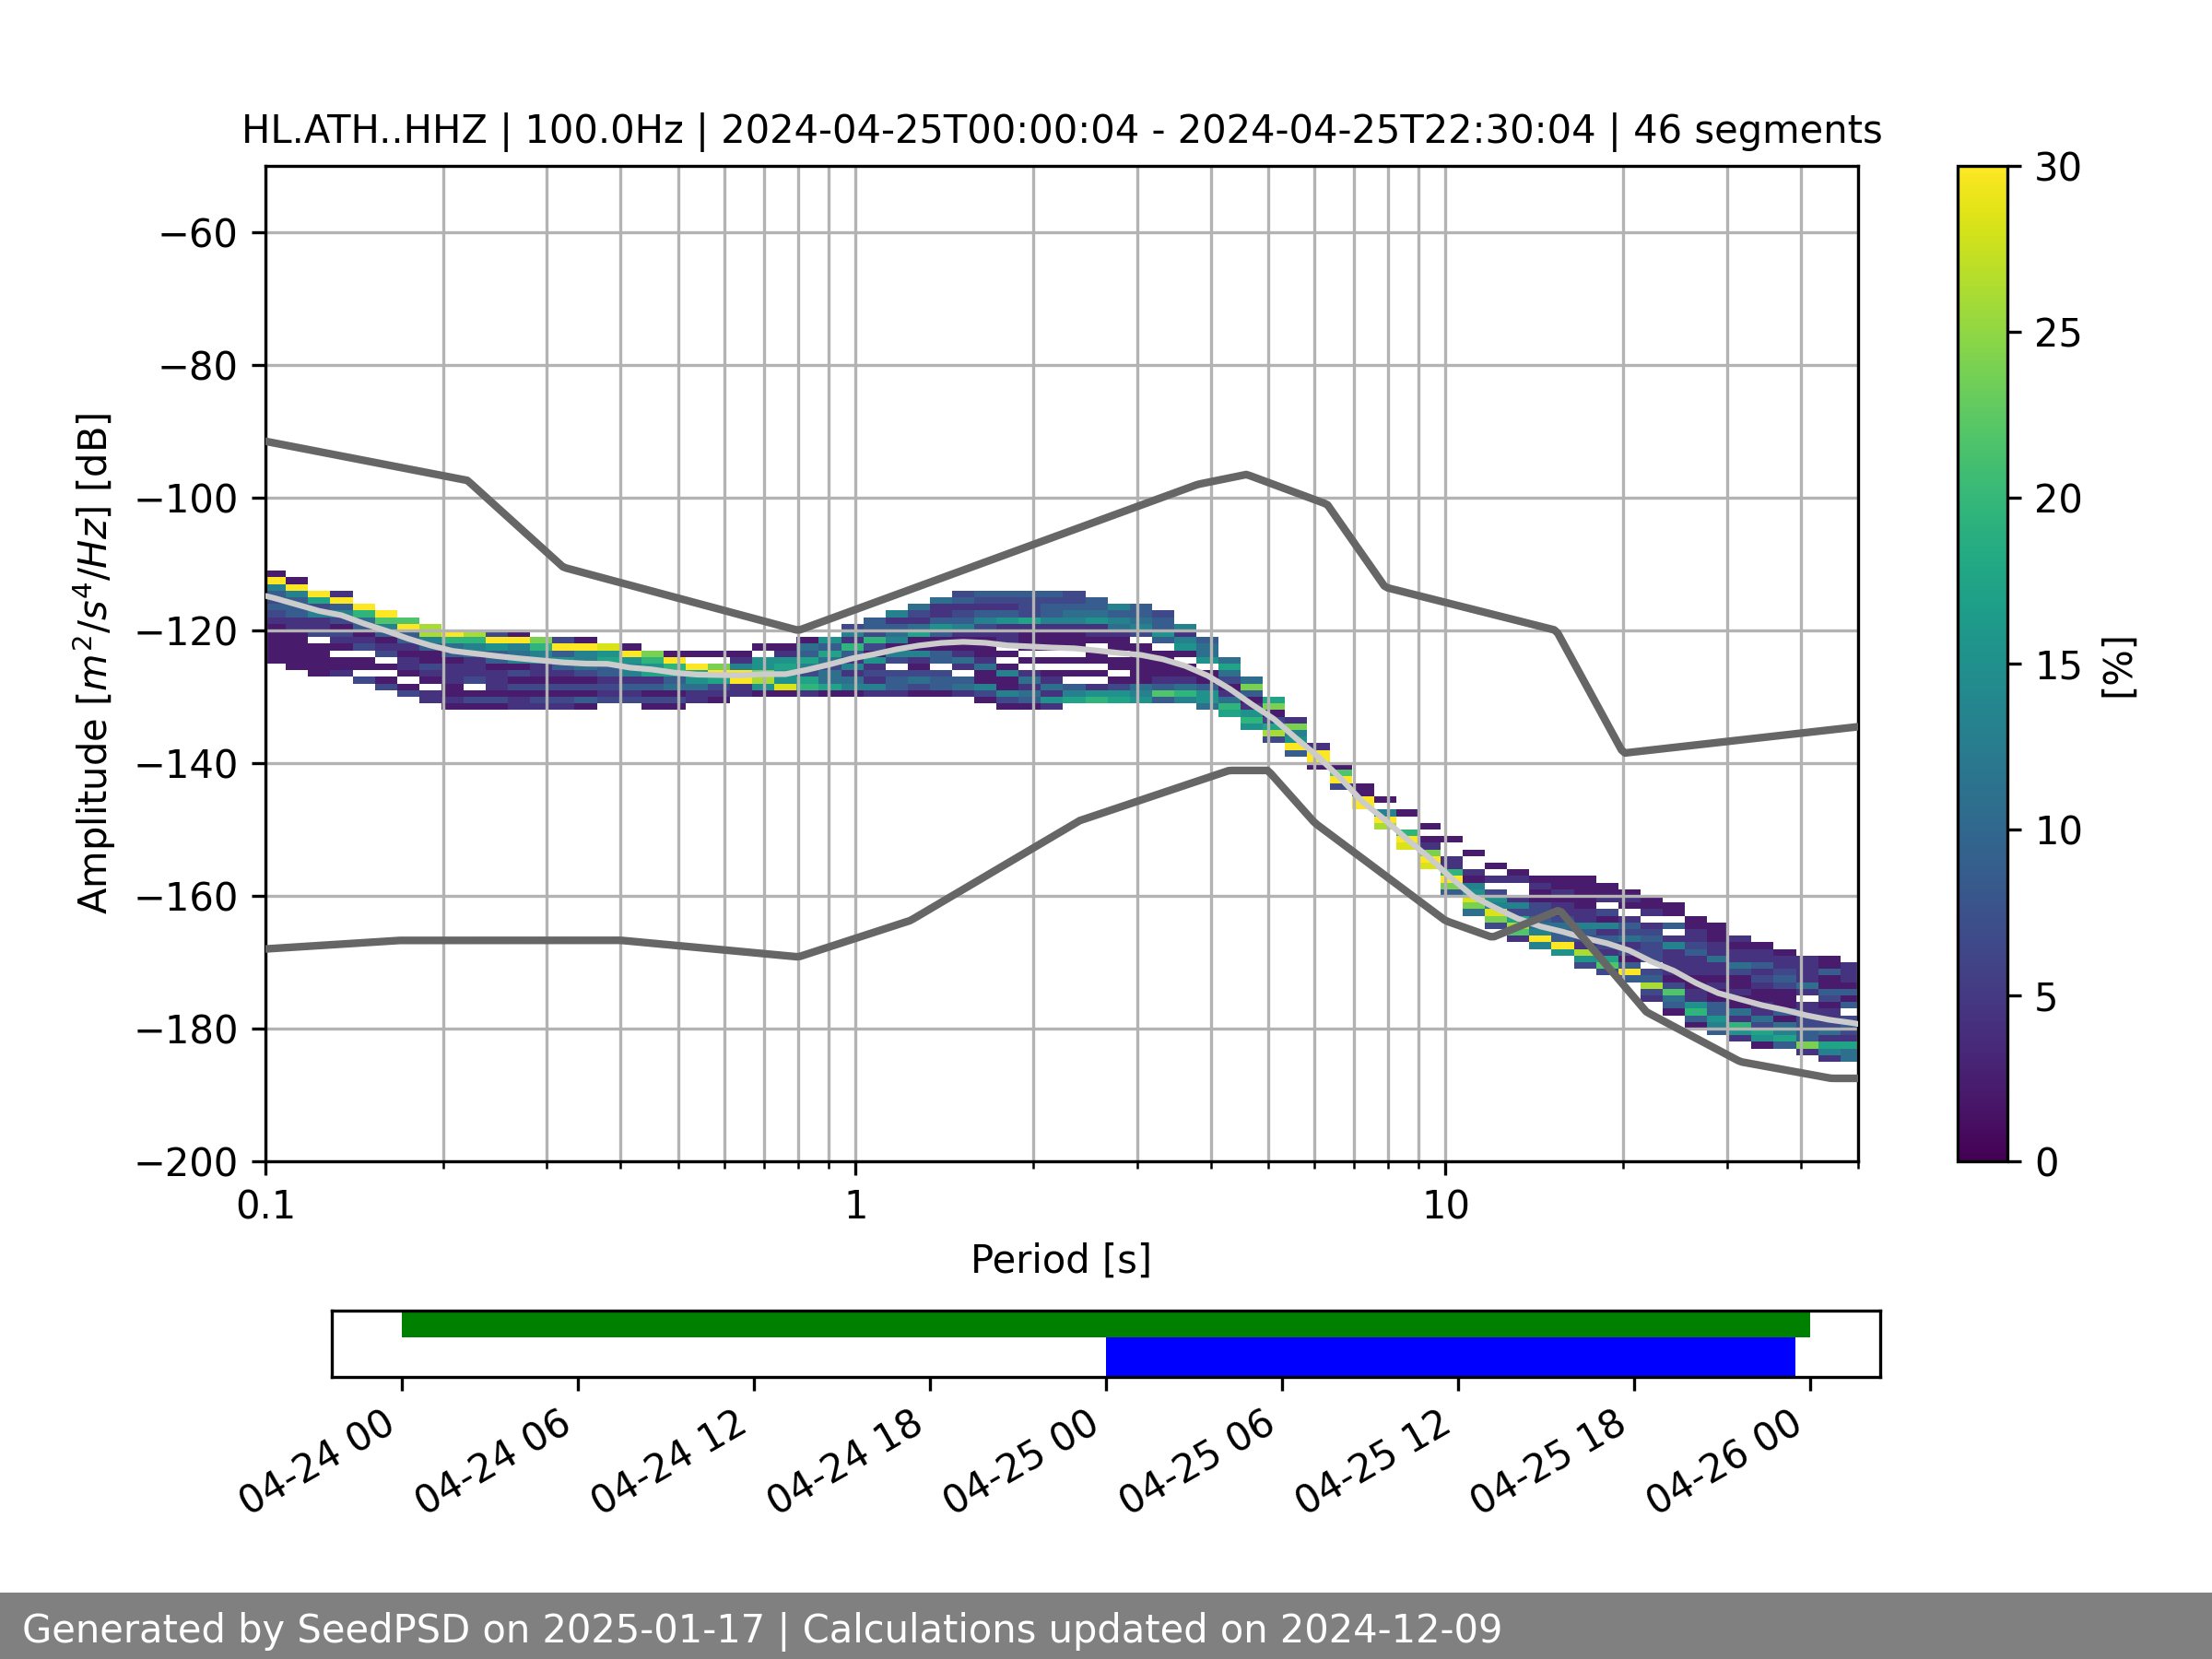 HL.ATH..HHZ | 100.0Hz | 2024-04-25T00:00:04 - 2024-04-25T22:30:04 | 46 segments
Amplitude [m²/s⁴/Hz] [dB]
−60
−80
−100
−120
−140
−160
−180
−200
0.1 1 10
Period [s]
30
25
20
15
10
5
0
[%]
04-24 00 04-24 06 04-24 12 04-24 18 04-25 00 04-25 06 04-25 12 04-25 18 04-26 00
Generated by SeedPSD on 2025-01-17 | Calculations updated on 2024-12-09